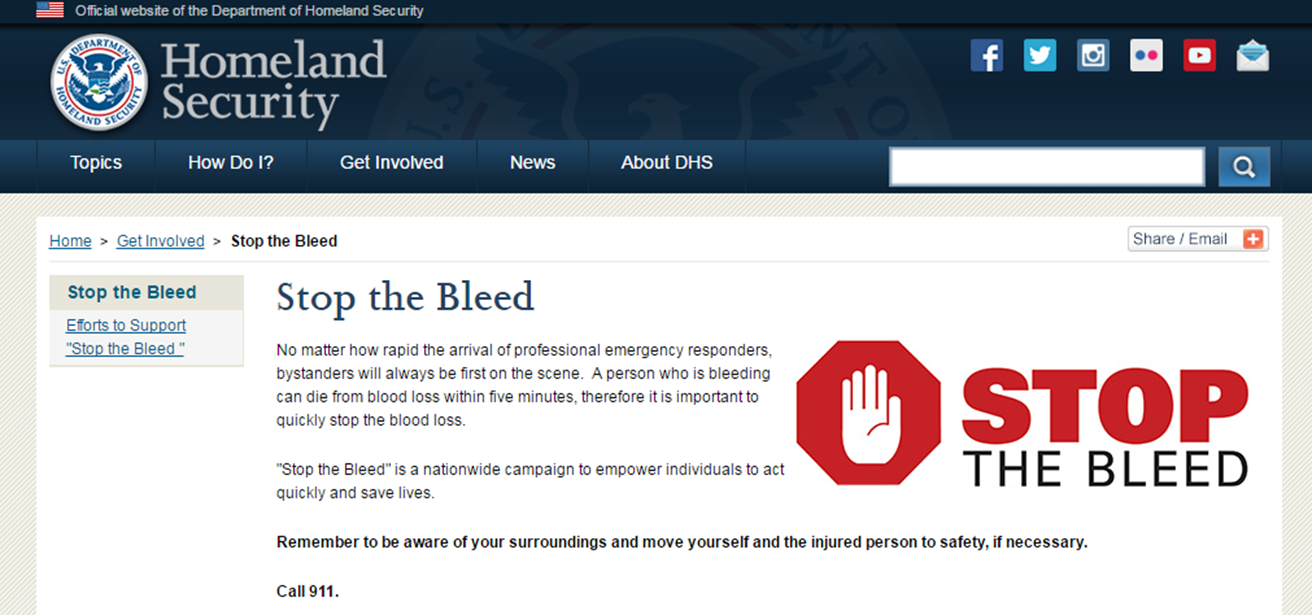 Official website of the Department of Homeland Security
U.S. DEPARTMENT OF HOMELAND SECURITY
Homeland
Security
Topics
How Do I?
Get Involved
News
About DHS
Home > Get Involved > Stop the Bleed
Share / Email
Stop the Bleed
Efforts to Support
"Stop the Bleed "
Stop the Bleed
No matter how rapid the arrival of professional emergency responders,
bystanders will always be first on the scene.  A person who is bleeding
can die from blood loss within five minutes, therefore it is important to
quickly stop the blood loss.
"Stop the Bleed" is a nationwide campaign to empower individuals to act
quickly and save lives.
STOP
THE BLEED
Remember to be aware of your surroundings and move yourself and the injured person to safety, if necessary.
Call 911.